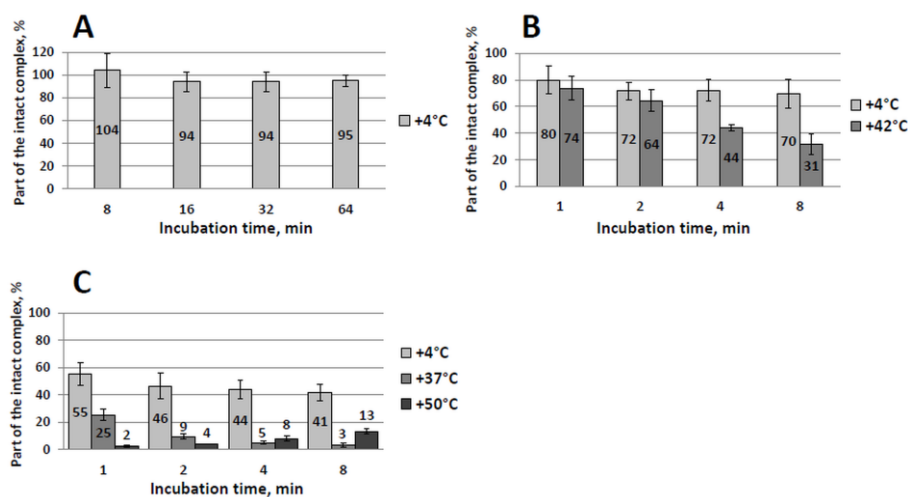 A
Part of the intact complex, %
120
100
80
60
40
20
0
104
94
94
95
8 16 32 64
Incubation time, min
+4°C
B
Part of the intact complex, %
100
80
60
40
20
0
80 74 72 64 72 44 70 31
1 2 4 8
Incubation time, min
+4°C
+42°C
C
Part of the intact complex, %
100
80
60
40
20
0
55 25 2 46 9 4 44 5 8 41 3 13
1 2 4 8
Incubation time, min
+4°C
+37°C
+50°C